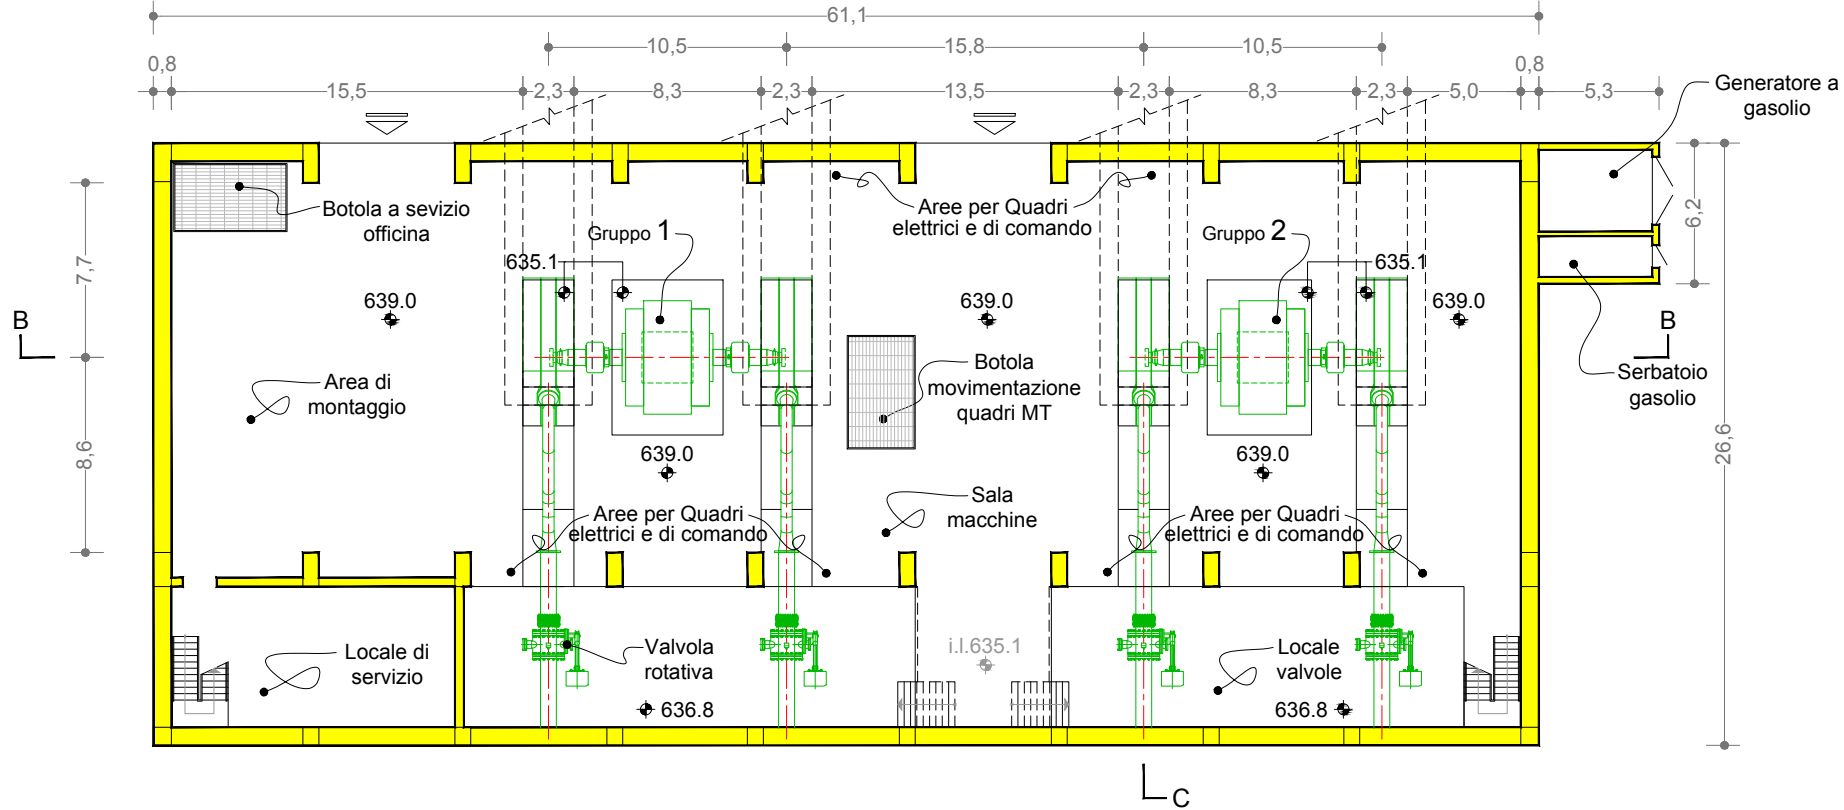 61,1
10,5
15,8
10,5
0,8
0,8
15,5
2,3
8,3
2,3
13,5
2,3
8,3
2,3
5,0
5,3
Generatore a
gasolio
Botola a sevizio
officina
Aree per Quadri
elettrici e di comando
Gruppo 1
Gruppo 2
6,2
7,7
635.1
635.1
639.0
639.0
639.0
B
B
Area di
montaggio
Botola
movimentazione
quadri MT
Serbatoio
gasolio
8,6
26,6
639.0
639.0
Sala
macchine
Aree per Quadri
elettrici e di comando
Aree per Quadri
elettrici e di comando
Locale di
servizio
Valvola
rotativa
i.l.635.1
Locale
valvole
636.8
636.8
C